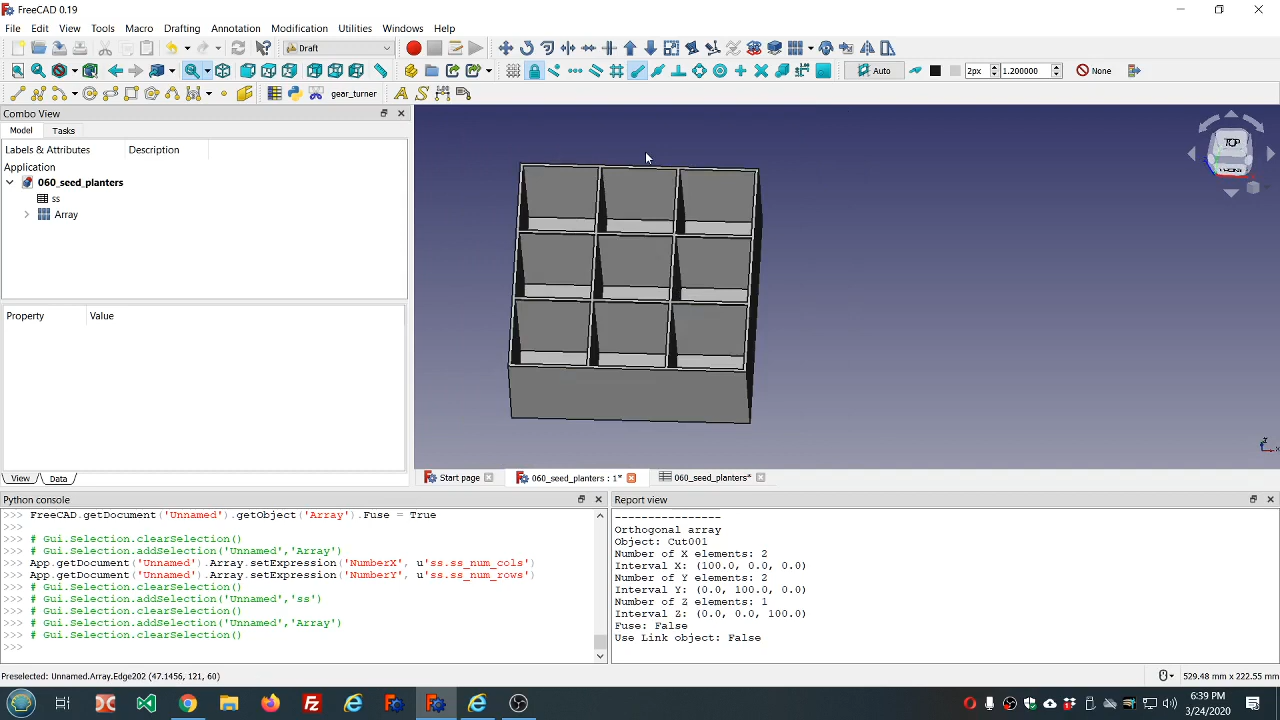 FreeCAD 0.19
File Edit View Tools Macro Drafting Annotation Modification Utilities Windows Help
Draft
Auto 2px 1.200000 None
gear_turner
Combo View
Model Tasks
Labels & Attributes Description
Application
060_seed_planters
ss
Array
Property Value
View Data
TOP
FRONT
Start page 060_seed_planters : 1* 060_seed_planters*
Python console
>>> FreeCAD.getDocument('Unnamed').getObject('Array').Fuse = True
>>>
>>> # Gui.Selection.clearSelection()
>>> # Gui.Selection.addSelection('Unnamed','Array')
>>> App.getDocument('Unnamed').Array.setExpression('NumberX', u'ss.ss_num_cols')
>>> App.getDocument('Unnamed').Array.setExpression('NumberY', u'ss.ss_num_rows')
>>> # Gui.Selection.clearSelection()
>>> # Gui.Selection.addSelection('Unnamed','ss')
>>> # Gui.Selection.clearSelection()
>>> # Gui.Selection.addSelection('Unnamed','Array')
>>> # Gui.Selection.clearSelection()
>>>
Report view
---------------
Orthogonal array
Object: Cut001
Number of X elements: 2
Interval X: (100.0, 0.0, 0.0)
Number of Y elements: 2
Interval Y: (0.0, 100.0, 0.0)
Number of Z elements: 1
Interval Z: (0.0, 0.0, 100.0)
Fuse: False
Use Link object: False
Preselected: Unnamed.Array.Edge202 (47.1456, 121, 60)
529.48 mm x 222.55 mm
6:39 PM
3/24/2020